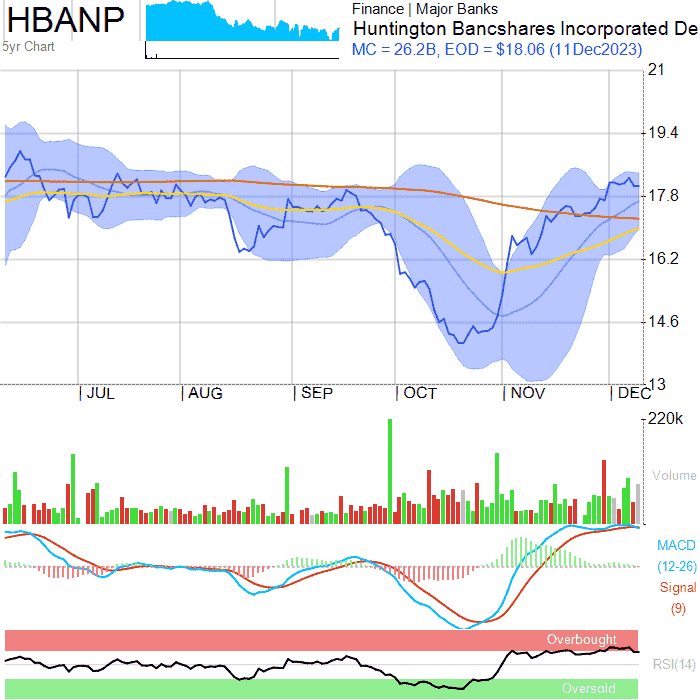 HBANP
5yr Chart
Finance | Major Banks
Huntington Bancshares Incorporated De
MC = 26.2B, EOD = $18.06 (11Dec2023)
21
19.4
17.8
16.2
14.6
13
| JUL | AUG | SEP | OCT | NOV | DEC
220k
Volume
MACD
(12-26)
Signal
(9)
Overbought
RSI(14)
Oversold